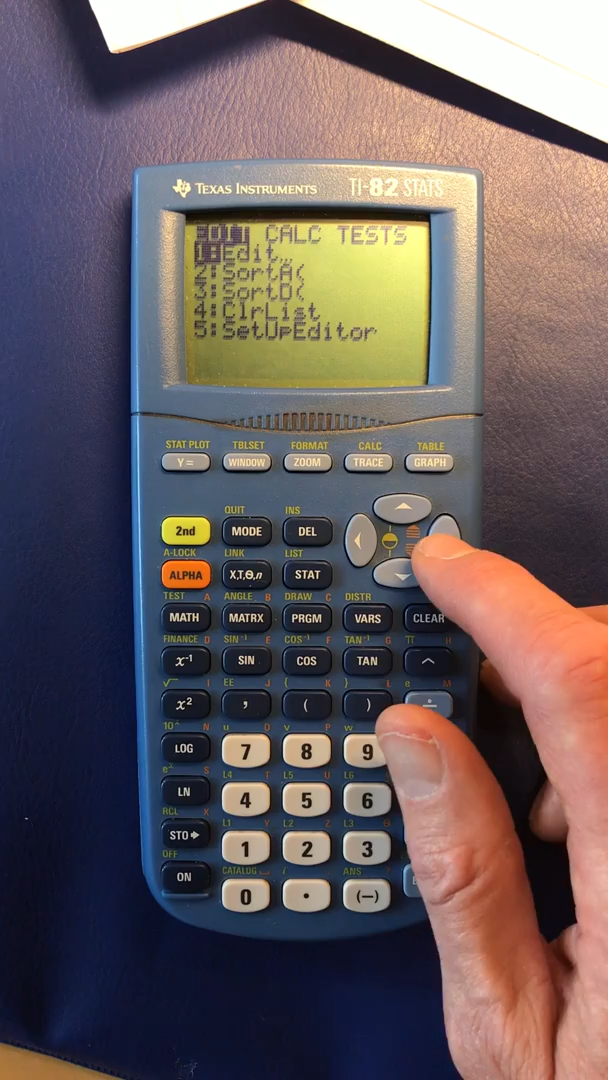 TEXAS INSTRUMENTS TI-82 STATS
EDIT CALC TESTS
1:Edit…
2:SortA(
3:SortD(
4:ClrList
5:SetUpEditor
STAT PLOT TBLSET FORMAT CALC TABLE
Y= WINDOW ZOOM TRACE GRAPH
QUIT INS
2nd MODE DEL
A-LOCK LINK LIST
ALPHA X,T,Θ,n STAT
TEST A ANGLE B DRAW C DISTR
MATH MATRX PRGM VARS CLEAR
FINANCE D SIN⁻¹ E COS⁻¹ F TAN⁻¹ G π H
x⁻¹ SIN COS TAN ^
√ I EE J { K } L e M
x² , ( ) ÷
10ˣ N u O v P w
LOG 7 8 9
eˣ S L4 T L5 U L6
LN 4 5 6
RCL X L1 Y L2 Z L3 θ
STO➔ 1 2 3
OFF CATALOG ⎵ i ANS
ON 0 . (−)